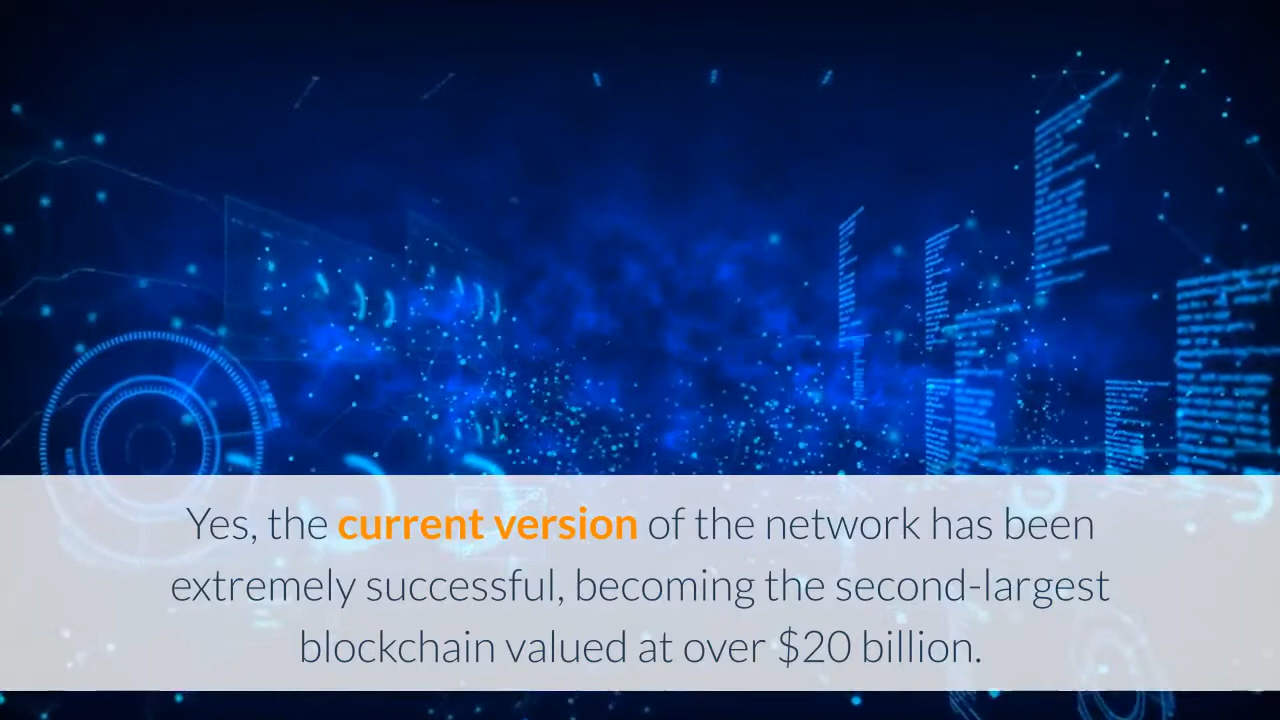 Yes, the current version of the network has been
extremely successful, becoming the second-largest
blockchain valued at over $20 billion.